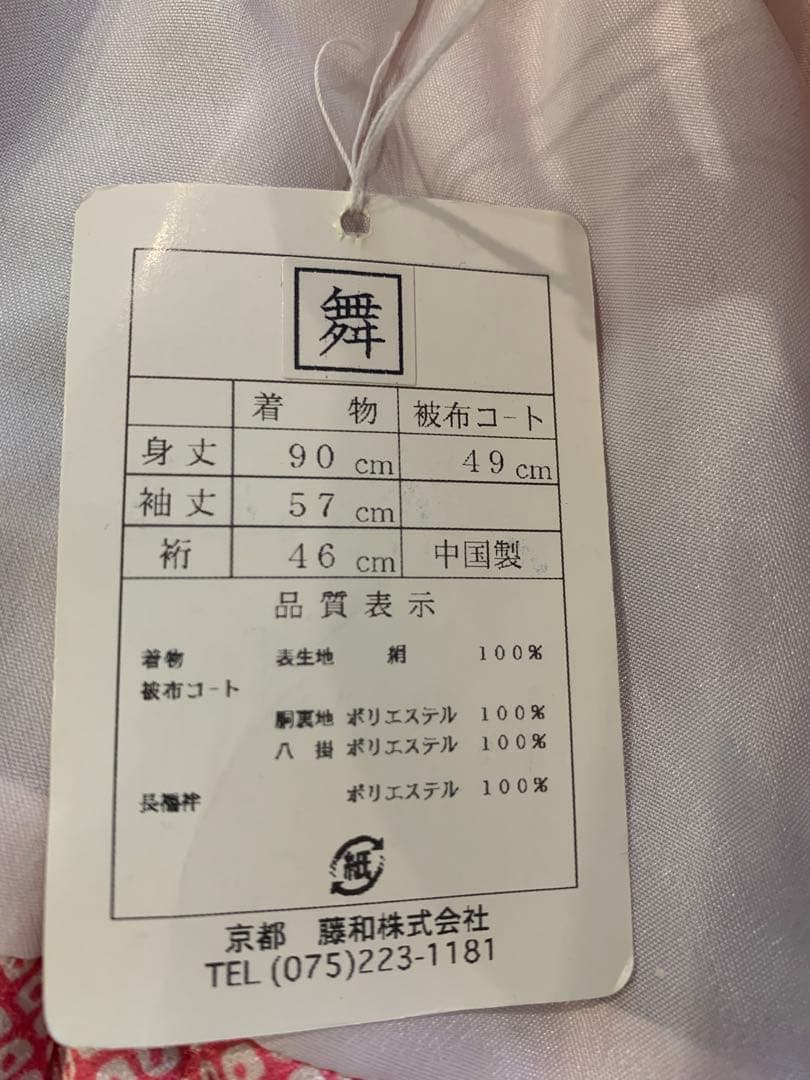 舞
着物 被布コート
身丈 90 cm 49 cm
袖丈 57 cm
裄 46 cm 中国製
品質表示
着物 表生地 絹 100%
被布コート
胴裏地 ポリエステル 100%
八掛 ポリエステル 100%
長襦袢 ポリエステル 100%
紙
京都 藤和株式会社
TEL (075)223-1181